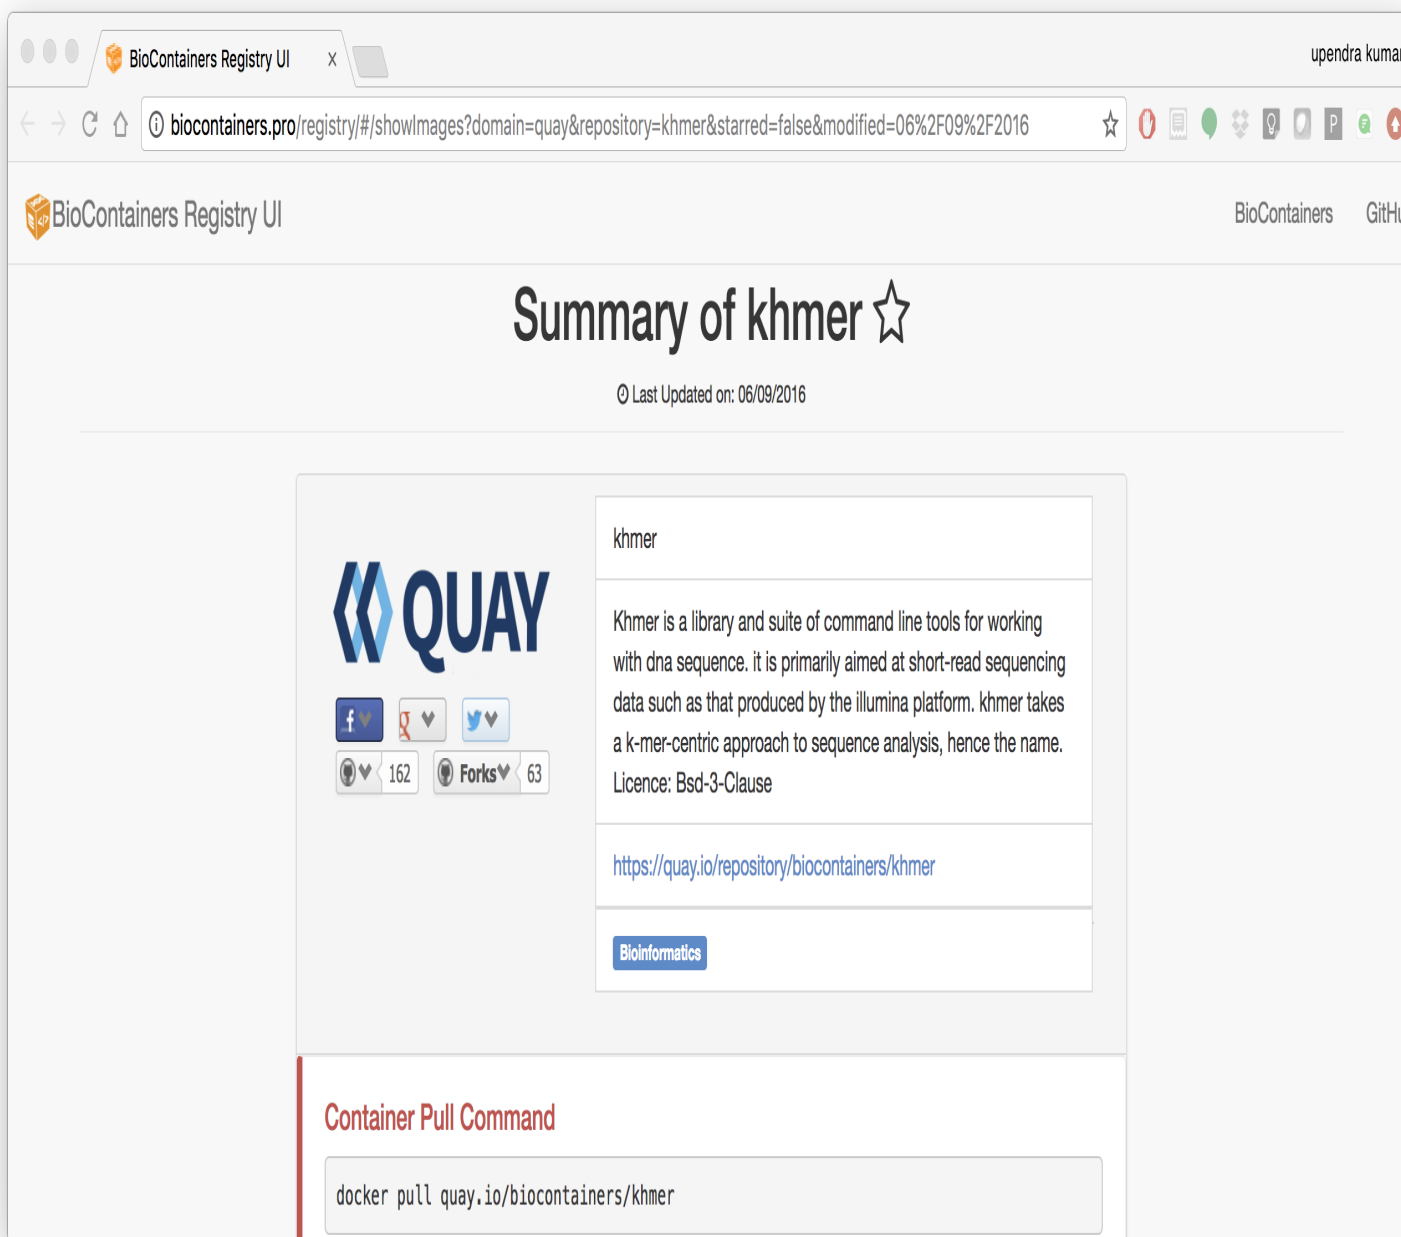 BioContainers Registry UI
upendra kumar
biocontainers.pro/registry/#/showImages?domain=quay&repository=khmer&starred=false&modified=06%2F09%2F2016
BioContainers Registry UI
BioContainers GitHu
Summary of khmer
Last Updated on: 06/09/2016
QUAY
162
Forks 63
khmer
Khmer is a library and suite of command line tools for working
with dna sequence. it is primarily aimed at short-read sequencing
data such as that produced by the illumina platform. khmer takes
a k-mer-centric approach to sequence analysis, hence the name.
Licence: Bsd-3-Clause
https://quay.io/repository/biocontainers/khmer
Bioinformatics
Container Pull Command
docker pull quay.io/biocontainers/khmer